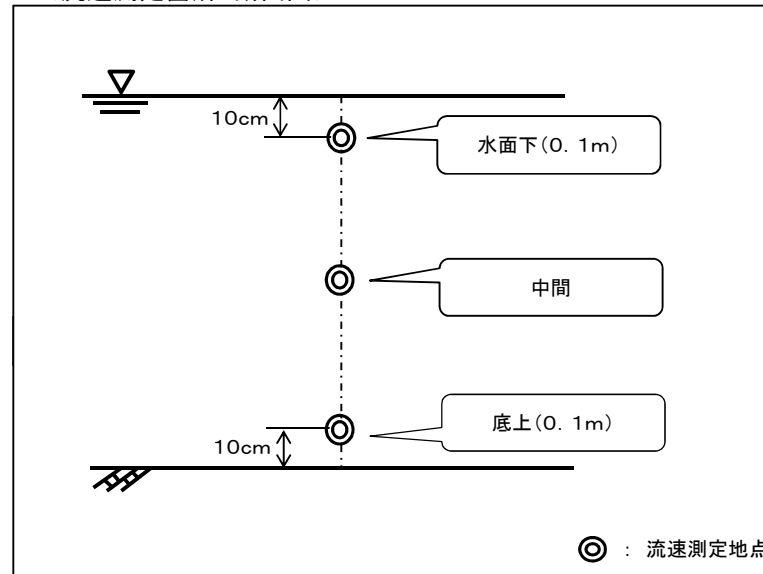 10cm
水面下(0. 1m)
中間
底上(0. 1m)
10cm
◎ : 流速測定地点